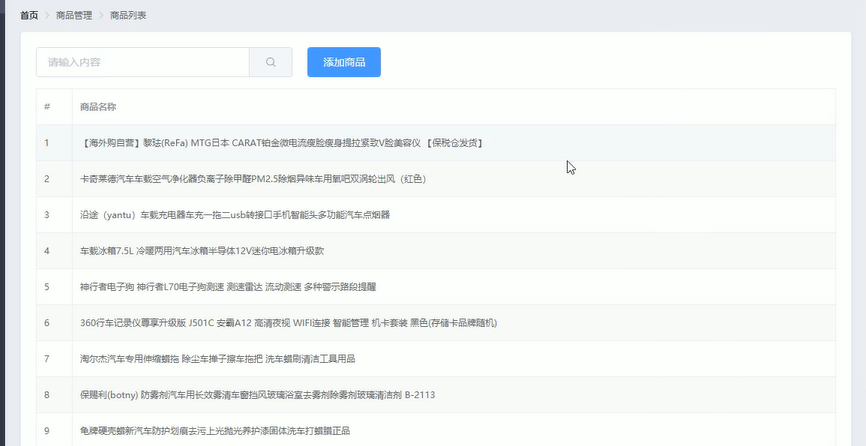 首页 > 商品管理 > 商品列表
请输入内容 添加商品
# 商品名称
1 【海外购自营】黎珐(ReFa) MTG日本 CARAT铂金微电流瘦脸瘦身提拉紧致V脸美容仪 【保税仓发货】
2 卡奇莱德汽车车载空气净化器负离子除甲醛PM2.5除烟异味车用氧吧双涡轮出风（红色）
3 沿途（yantu）车载充电器车充一拖二usb转接口手机智能头多功能汽车点烟器
4 车载冰箱7.5L 冷暖两用汽车冰箱半导体12V迷你电冰箱升级款
5 神行者电子狗 神行者L70电子狗测速 测速雷达 流动测速 多种警示路段提醒
6 360行车记录仪尊享升级版 J501C 安霸A12 高清夜视 WIFI连接 智能管理 机卡套装 黑色(存储卡品牌随机)
7 淘尔杰汽车专用伸缩蜡拖 除尘车掸子擦车拖把 洗车蜡刷清洁工具用品
8 保赐利(botny) 防雾剂汽车用长效雾清车窗挡风玻璃浴室去雾剂除雾剂玻璃清洁剂 B-2113
9 龟牌硬壳蜡新汽车防护划痕去污上光抛光养护漆面体洗车打蜡腊正品